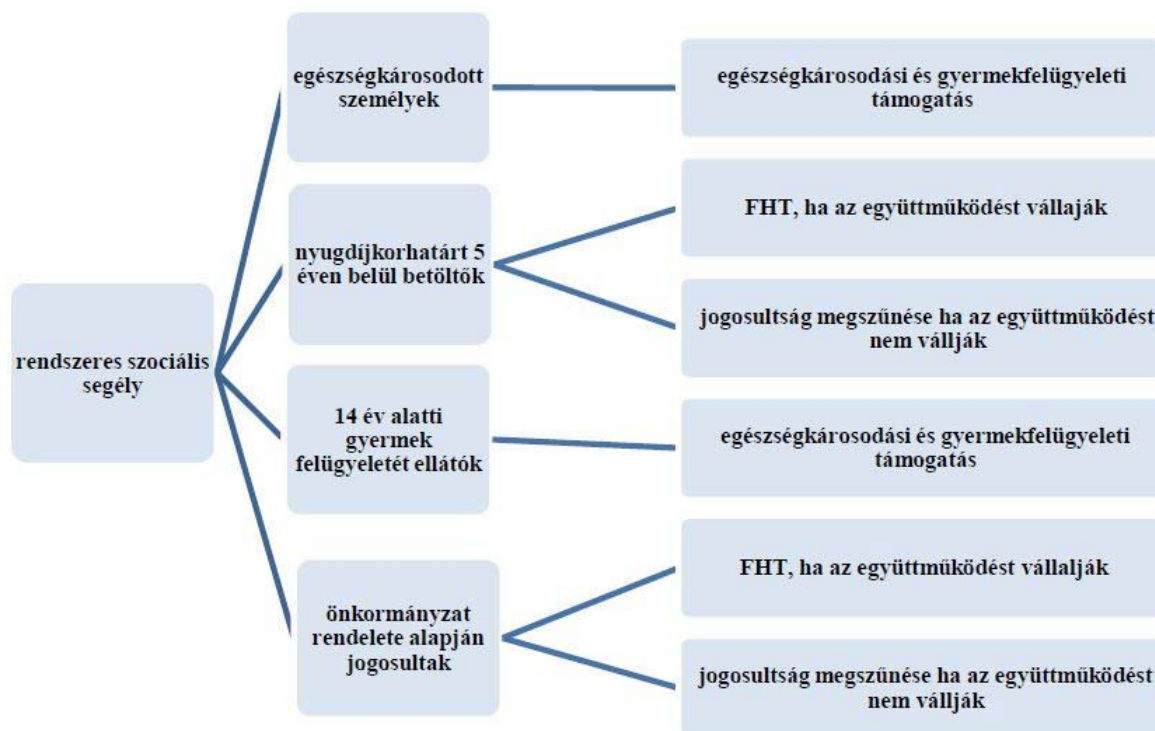 rendszeres szociális
segély
egészségkárosodott
személyek
egészségkárosodási és gyermekfelügyeleti
támogatás
nyugdíjkorhatárt 5
éven belül betöltők
FHT, ha az együttműködést vállaják
jogosultság megszűnése ha az együttműködést
nem vállják
14 év alatti
gyermek
felügyeletét ellátók
egészségkárosodási és gyermekfelügyeleti
támogatás
önkormányzat
rendelete alapján
jogosultak
FHT, ha az együttműködést vállalják
jogosultság megszűnése ha az együttműködést
nem vállják